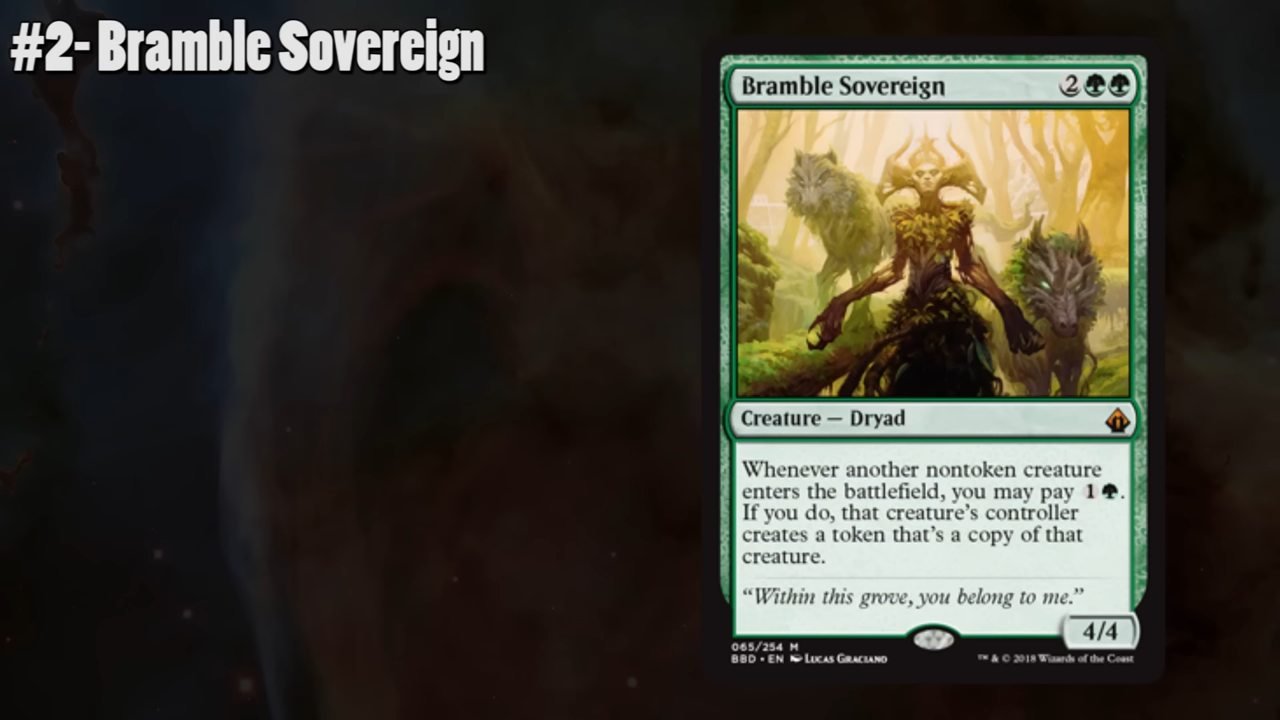 #2- Bramble Sovereign
Bramble Sovereign 2
Creature — Dryad
Whenever another nontoken creature
enters the battlefield, you may pay 1 .
If you do, that creature's controller
creates a token that's a copy of that
creature.
“Within this grove, you belong to me.”
4/4
065/254 M
BBD • EN Lucas Graciano
™ & © 2018 Wizards of the Coast